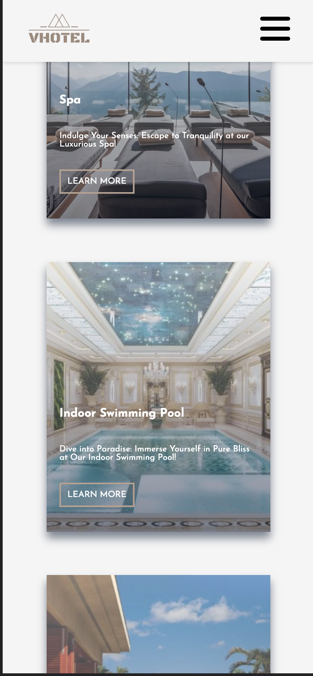 VHOTEL
Spa
Indulge Your Senses: Escape to Tranquility at our
Luxurious Spa!
LEARN MORE
Indoor Swimming Pool
Dive into Paradise: Immerse Yourself in Pure Bliss
at Our Indoor Swimming Pool!
LEARN MORE